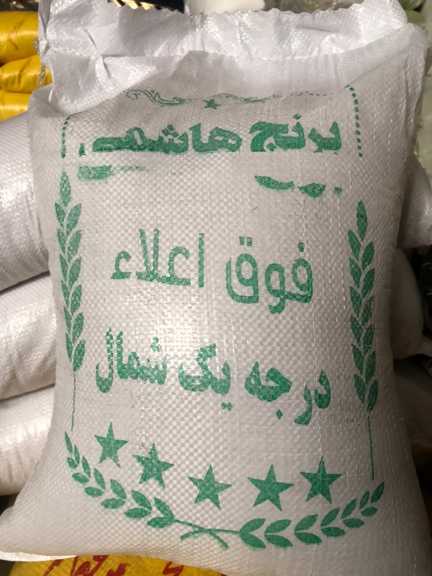 برنج هاشمی
فوق اعلاء
درجه یک شمال